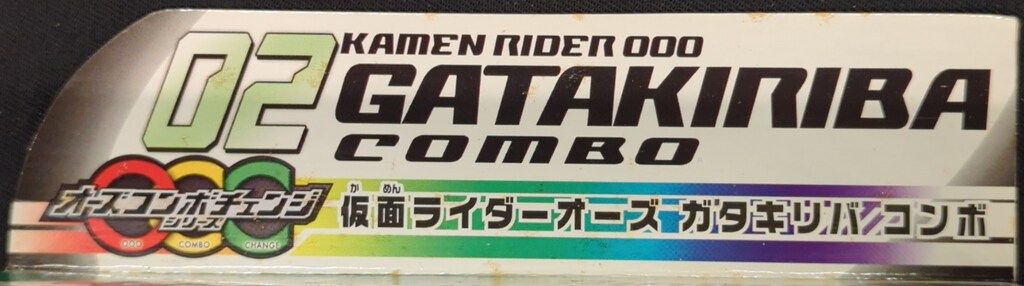 02
KAMEN RIDER OOO
GATAKIRIBA
COMBO
オーズコンボチェンジ
シリーズ
OOO COMBO CHANGE
かめん
仮面ライダーオーズ ガタキリバ コンボ